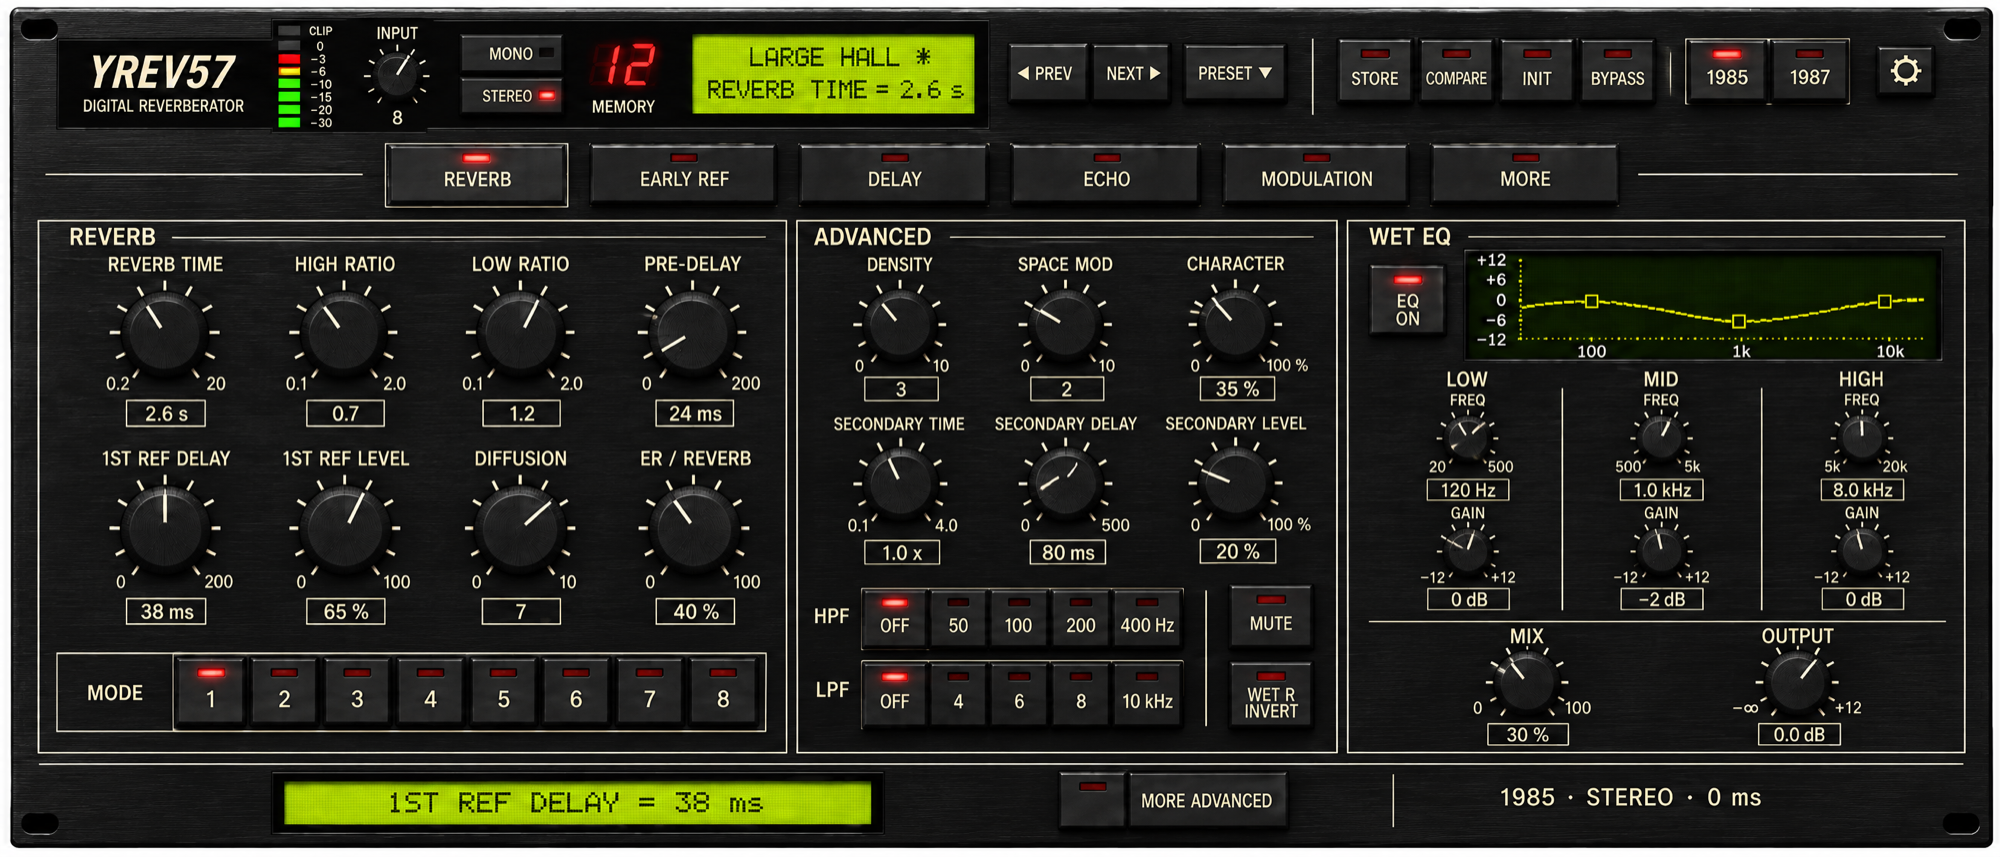 YREV57
DIGITAL REVERBERATOR
CLIP
0
-3
-6
-10
-15
-20
-30
INPUT
8
MONO
STEREO
12
MEMORY
LARGE HALL *
REVERB TIME = 2.6 s
◀ PREV
NEXT ▶
PRESET ▼
STORE
COMPARE
INIT
BYPASS
1985
1987
REVERB
EARLY REF
DELAY
ECHO
MODULATION
MORE
REVERB
REVERB TIME
0.2 20
2.6 s
HIGH RATIO
0.1 2.0
0.7
LOW RATIO
0.1 2.0
1.2
PRE-DELAY
0 200
24 ms
1ST REF DELAY
0 200
38 ms
1ST REF LEVEL
0 100
65 %
DIFFUSION
0 10
7
ER / REVERB
0 100
40 %
MODE
1
2
3
4
5
6
7
8
ADVANCED
DENSITY
0 10
3
SPACE MOD
0 10
2
CHARACTER
0 100 %
35 %
SECONDARY TIME
0.1 4.0
1.0 x
SECONDARY DELAY
0 500
80 ms
SECONDARY LEVEL
0 100 %
20 %
HPF
OFF
50
100
200
400 Hz
LPF
OFF
4
6
8
10 kHz
MUTE
WET R
INVERT
WET EQ
EQ
ON
+12
+6
0
-6
-12
100 1k 10k
LOW
FREQ
20 500
120 Hz
GAIN
-12 +12
0 dB
MID
FREQ
500 5k
1.0 kHz
GAIN
-12 +12
-2 dB
HIGH
FREQ
5k 20k
8.0 kHz
GAIN
-12 +12
0 dB
MIX
0 100
30 %
OUTPUT
-∞ +12
0.0 dB
1ST REF DELAY = 38 ms
MORE ADVANCED
1985 · STEREO · 0 ms